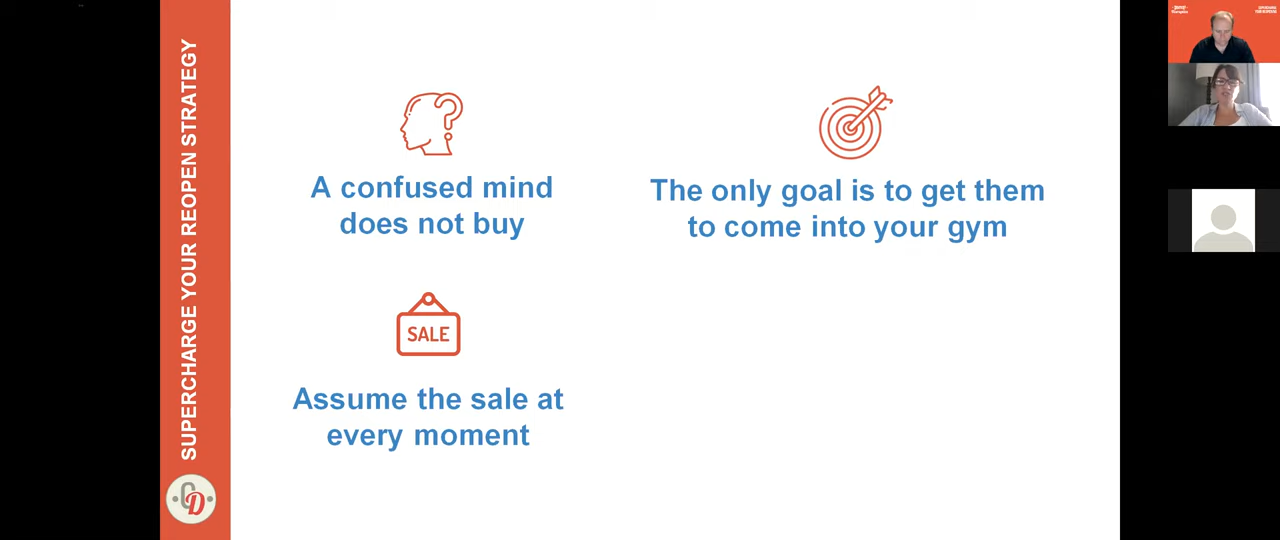 SUPERCHARGE YOUR REOPEN STRATEGY
A confused mind
does not buy
The only goal is to get them
to come into your gym
SALE
Assume the sale at
every moment
CD